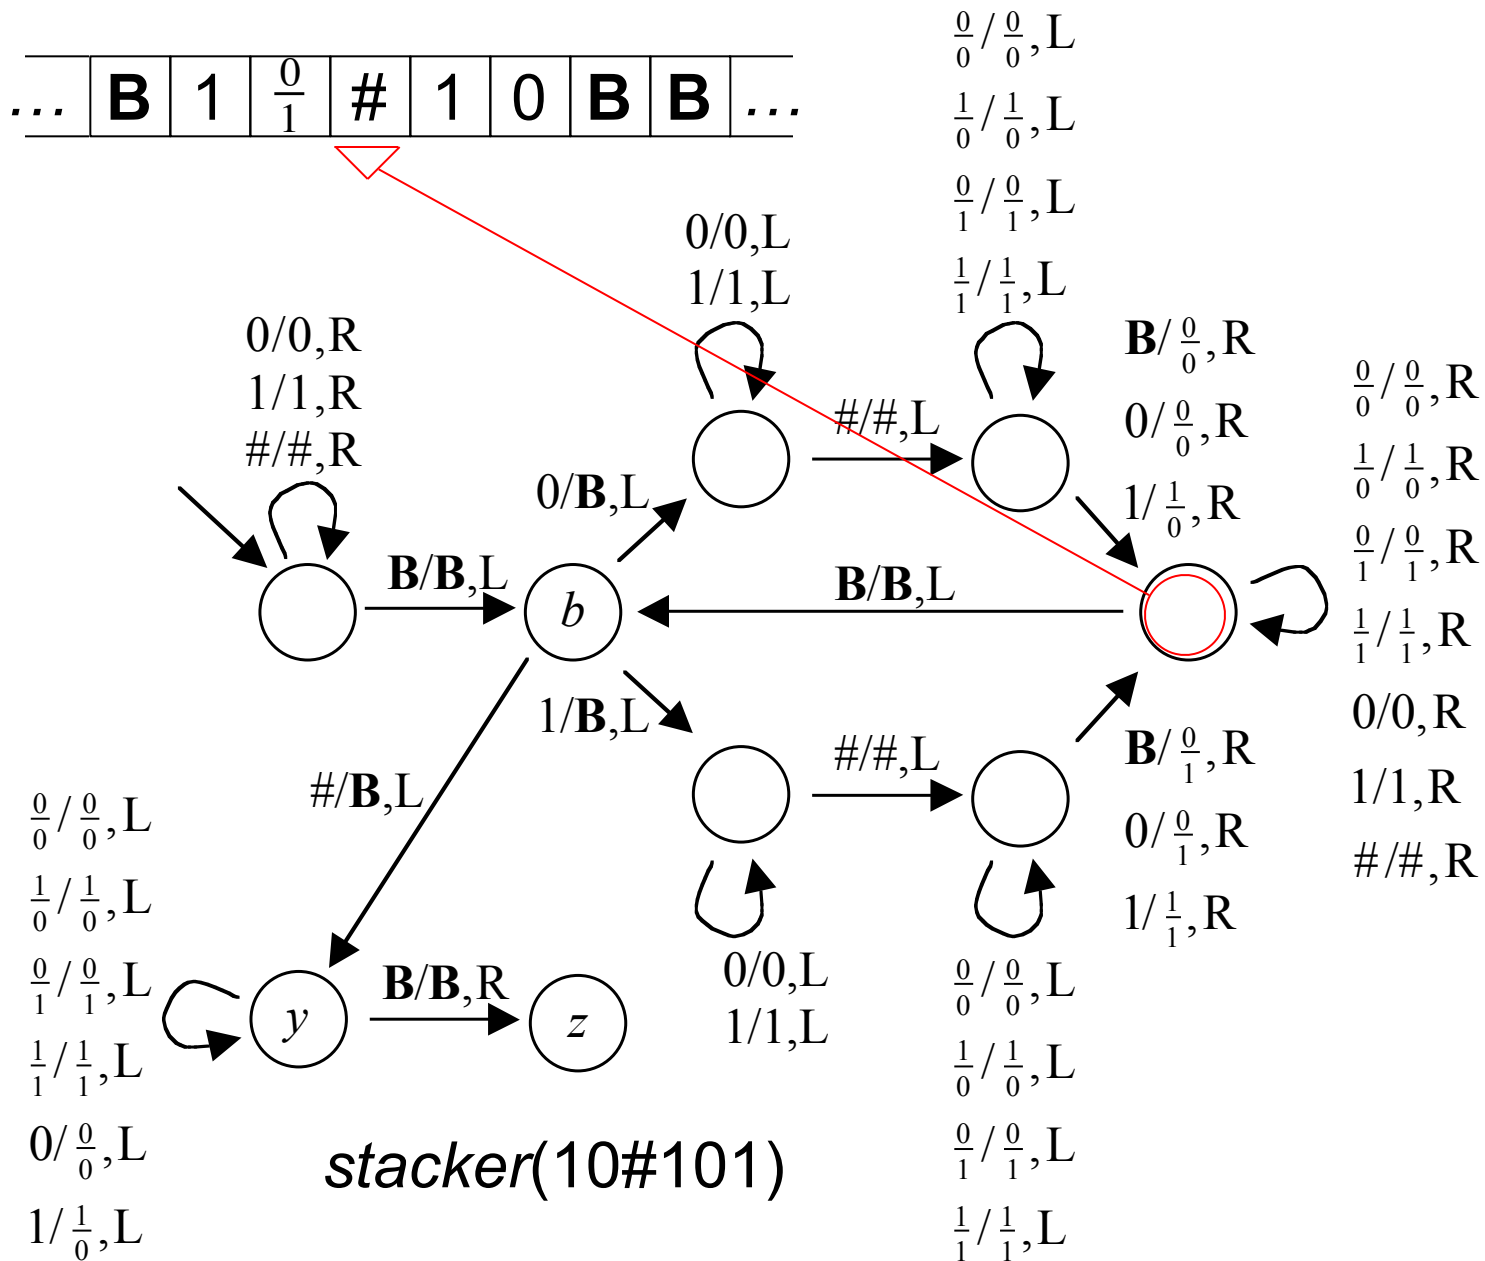 ... B 1 0/1 # 1 0 B B ...
0/0 / 0/0 ,L
1/0 / 1/0 ,L
0/1 / 0/1 ,L
1/1 / 1/1 ,L
0/0,L
1/1,L
0/0,R
1/1,R
#/#,R
#/#,L
B/ 0/0 ,R
0/ 0/0 ,R
1/ 1/0 ,R
0/0 / 0/0 ,R
1/0 / 1/0 ,R
0/1 / 0/1 ,R
1/1 / 1/1 ,R
0/0,R
1/1,R
#/#,R
0/B,L
B/B,L
b
B/B,L
1/B,L
#/#,L
B/ 0/1 ,R
0/ 0/1 ,R
1/ 1/1 ,R
#/B,L
0/0 / 0/0 ,L
1/0 / 1/0 ,L
0/1 / 0/1 ,L
1/1 / 1/1 ,L
0/ 0/0 ,L
1/ 1/0 ,L
y
B/B,R
z
0/0,L
1/1,L
0/0 / 0/0 ,L
1/0 / 1/0 ,L
0/1 / 0/1 ,L
1/1 / 1/1 ,L
stacker(10#101)